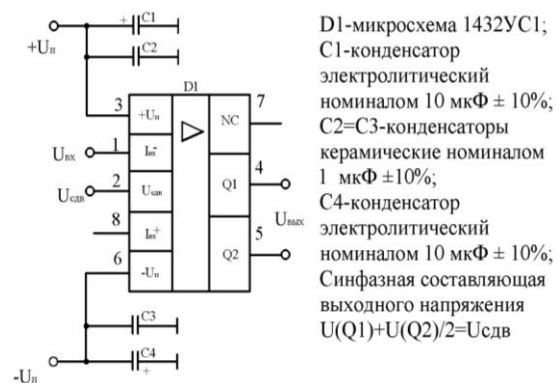 +Uп
+ C1
C2
D1
3
+Uп
NC
7
Uвх
1
Iвх-
Uсдв
2
Uсдв
Q1
4
8
Iвх+
Uвых
6
-Uп
Q2
5
C3
C4
+
-Uп
D1-микросхема 1432УС1;
C1-конденсатор
электролитический
номиналом 10 мкФ ± 10%;
C2=C3-конденсаторы
керамические номиналом
1 мкФ ±10%;
C4-конденсатор
электролитический
номиналом 10 мкФ ± 10%;
Синфазная составляющая
выходного напряжения
U(Q1)+U(Q2)/2=Uсдв